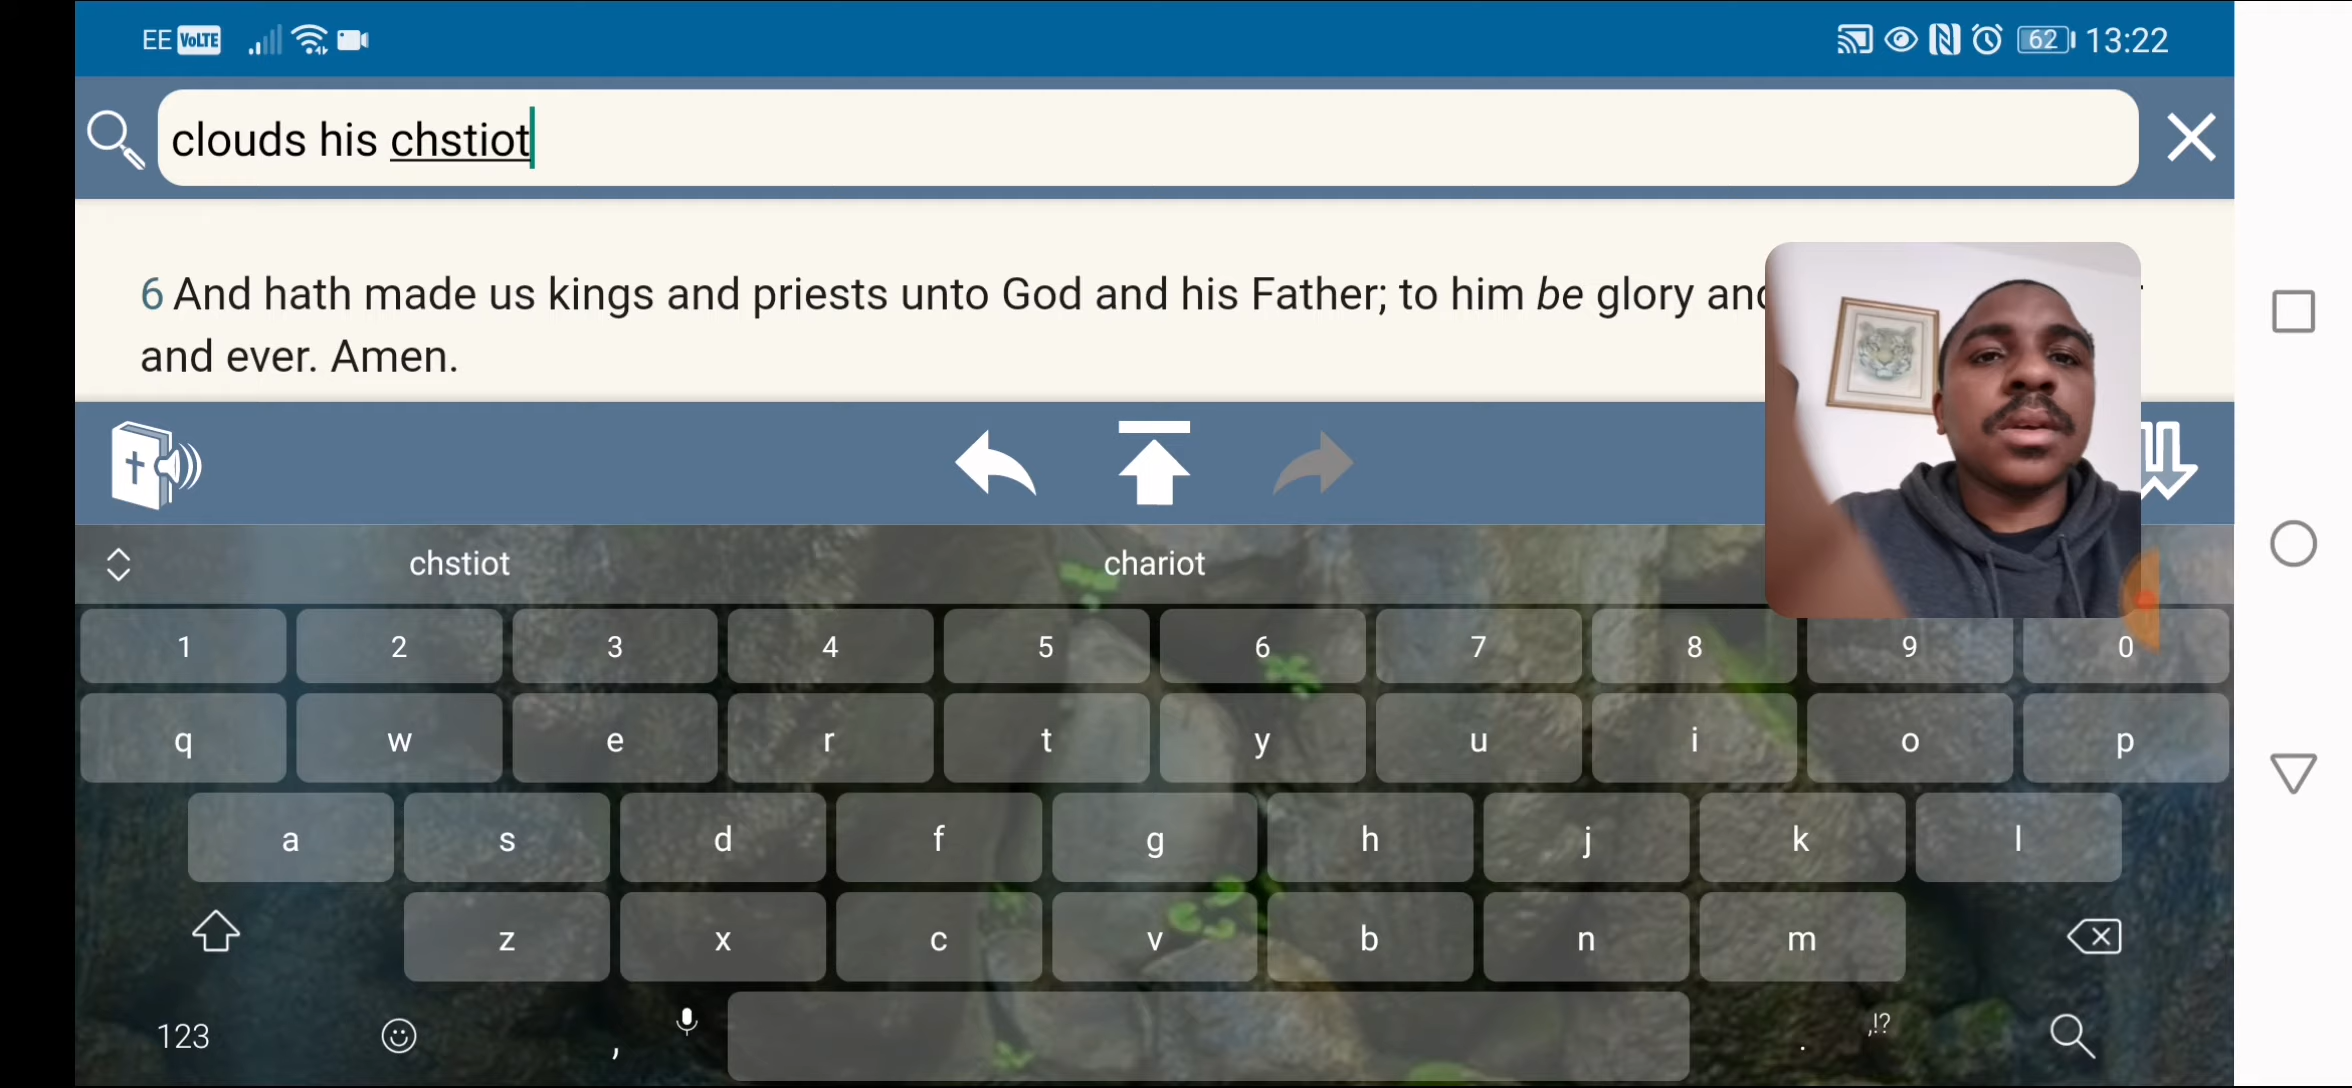 EE VoLTE 62 13:22
clouds his chstiot
6 And hath made us kings and priests unto God and his Father; to him be glory
and ever. Amen.
chstiot chariot
1 2 3 4 5 6 7 8 9 0
q w e r t y u i o p
a s d f g h j k l
z x c v b n m
123 , . ,!?